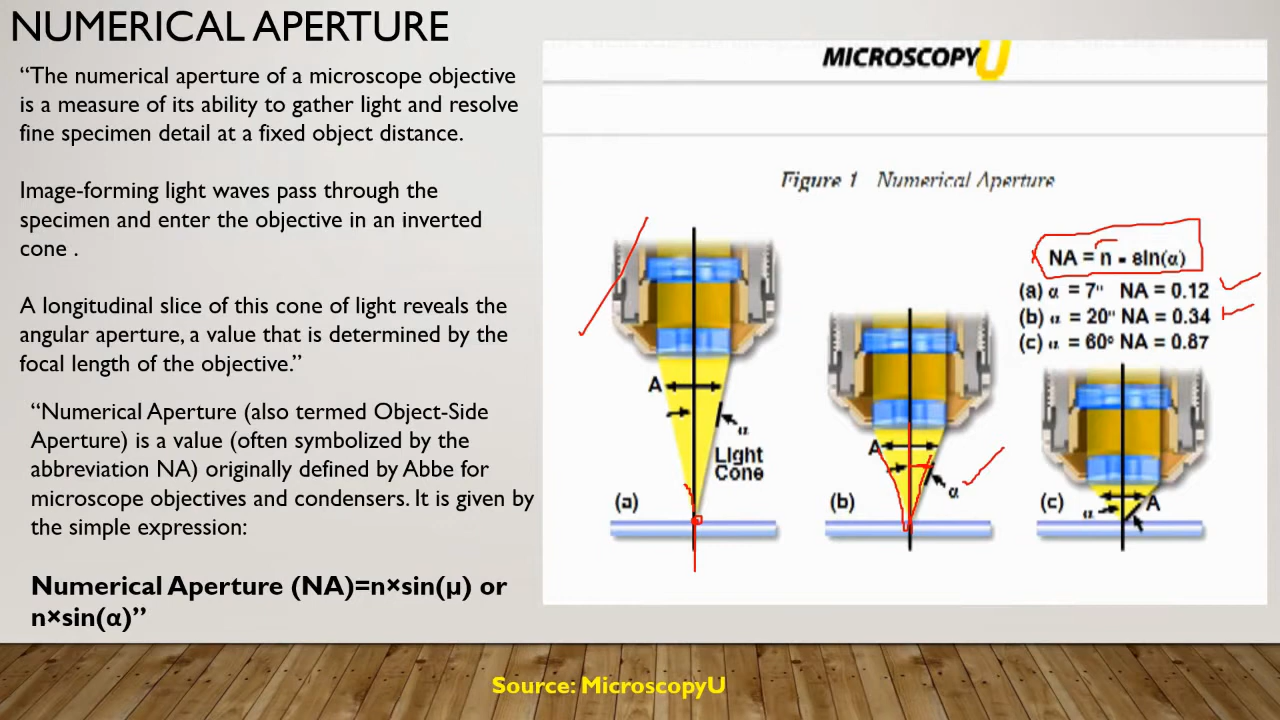 NUMERICAL APERTURE
“The numerical aperture of a microscope objective
is a measure of its ability to gather light and resolve
fine specimen detail at a fixed object distance.
Image-forming light waves pass through the
specimen and enter the objective in an inverted
cone .
A longitudinal slice of this cone of light reveals the
angular aperture, a value that is determined by the
focal length of the objective.”
“Numerical Aperture (also termed Object-Side
Aperture) is a value (often symbolized by the
abbreviation NA) originally defined by Abbe for
microscope objectives and condensers. It is given by
the simple expression:
Numerical Aperture (NA)=n×sin(μ) or
n×sin(α)”
MICROSCOPYU
Figure 1 Numerical Aperture
NA = n • sin(α)
(a) α = 7° NA = 0.12
(b) α = 20° NA = 0.34
(c) α = 60° NA = 0.87
A
α
Light
Cone
(a)
A
α
(b)
A
α
(c)
Source: MicroscopyU